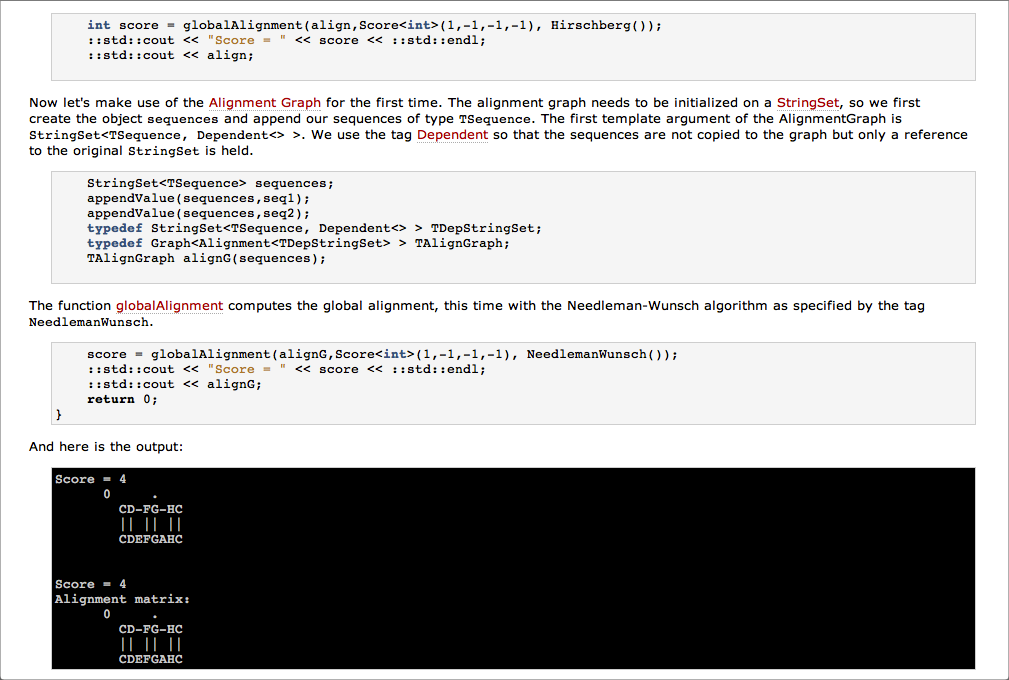 int score = globalAlignment(align,Score<int>(1,-1,-1,-1), Hirschberg());
::std::cout << "Score = " << score << ::std::endl;
::std::cout << align;
Now let's make use of the Alignment Graph for the first time. The alignment graph needs to be initialized on a StringSet, so we first
create the object sequences and append our sequences of type TSequence. The first template argument of the AlignmentGraph is
StringSet<TSequence, Dependent<> >. We use the tag Dependent so that the sequences are not copied to the graph but only a reference
to the original StringSet is held.
StringSet<TSequence> sequences;
appendValue(sequences,seq1);
appendValue(sequences,seq2);
typedef StringSet<TSequence, Dependent<> > TDepStringSet;
typedef Graph<Alignment<TDepStringSet> > TAlignGraph;
TAlignGraph alignG(sequences);
The function globalAlignment computes the global alignment, this time with the Needleman-Wunsch algorithm as specified by the tag
NeedlemanWunsch.
score = globalAlignment(alignG,Score<int>(1,-1,-1,-1), NeedlemanWunsch());
::std::cout << "Score = " << score << ::std::endl;
::std::cout << alignG;
return 0;
}
And here is the output:
Score = 4
0     .
CD-FG-HC
|| || ||
CDEFGAHC
Score = 4
Alignment matrix:
0     .
CD-FG-HC
|| || ||
CDEFGAHC